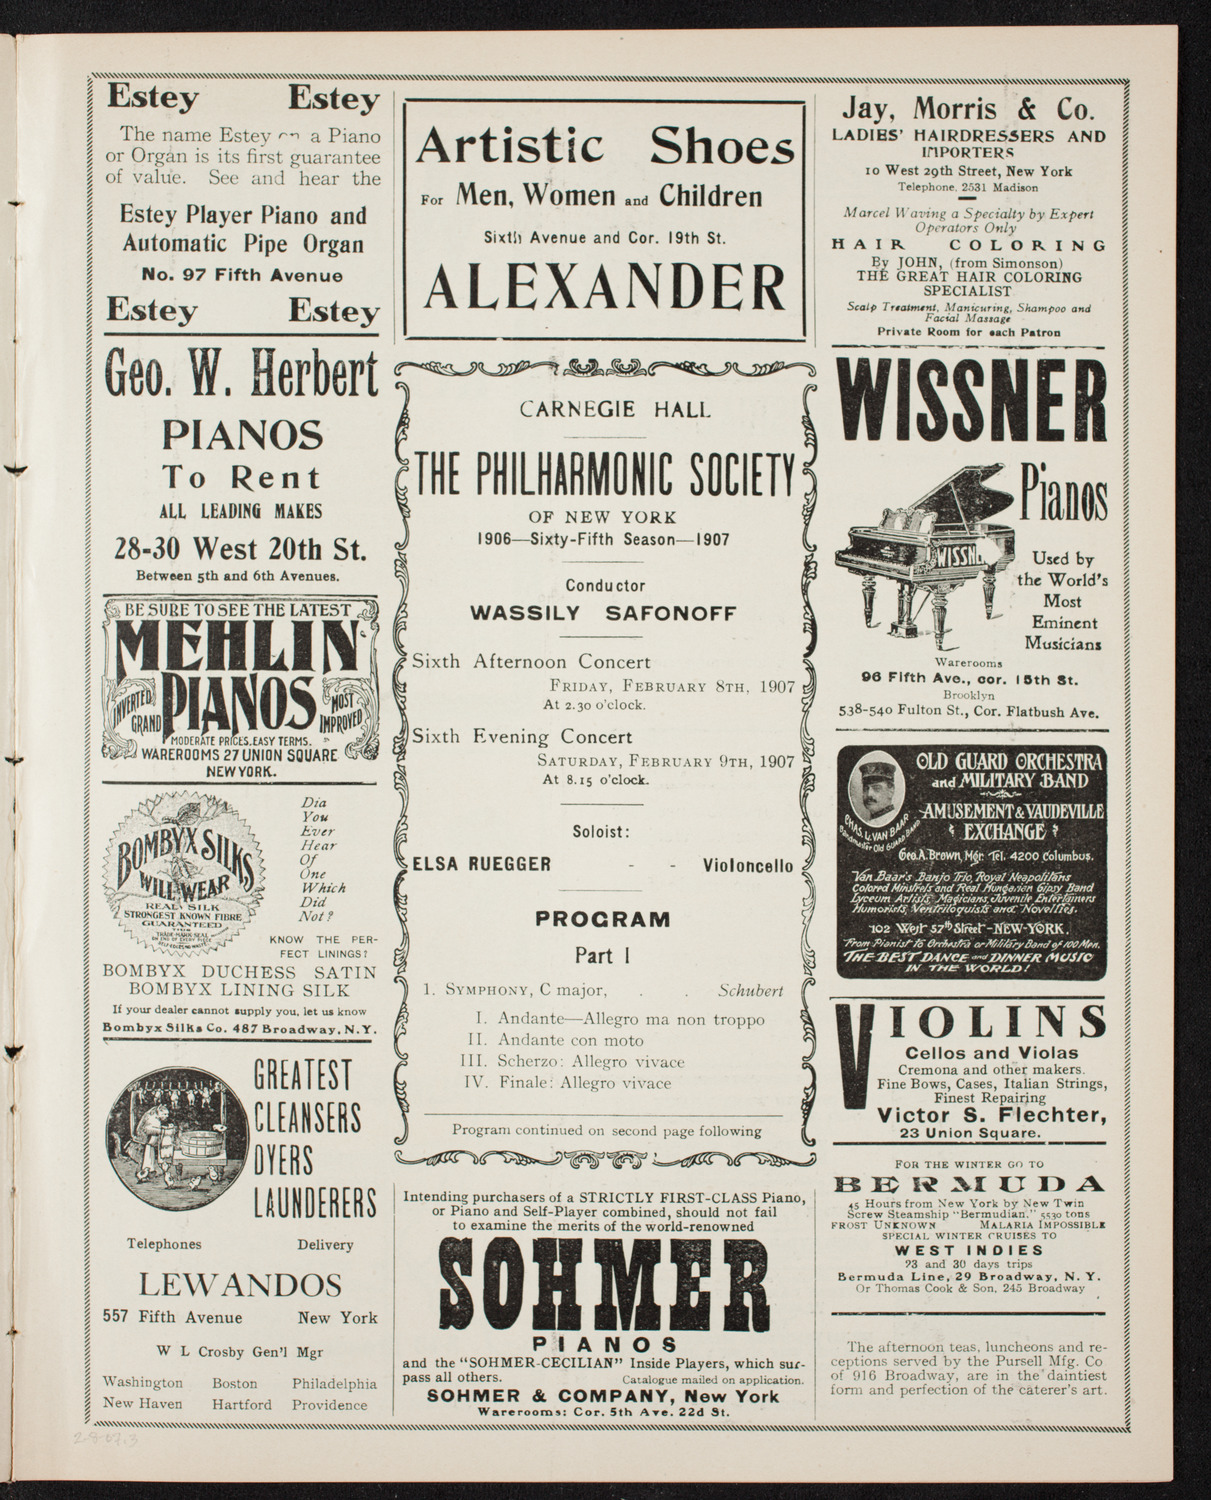 Estey Estey
The name Estey on a Piano
or Organ is its first guarantee
of value. See and hear the
Estey Player Piano and
Automatic Pipe Organ
No. 97 Fifth Avenue
Estey Estey
Geo. W. Herbert
PIANOS
To Rent
ALL LEADING MAKES
28-30 West 20th St.
Between 5th and 6th Avenues.
BE SURE TO SEE THE LATEST
MEHLIN
PIANOS
INVERTED
GRAND
MOST
IMPROVED
MODERATE PRICES. EASY TERMS.
WAREROOMS 27 UNION SQUARE
NEW YORK.
BOMBYX SILKS
WILL WEAR
REAL SILK
STRONGEST KNOWN FIBRE
GUARANTEED
Dia
You
Ever
Hear
Of
One
Which
Did
Not?
KNOW THE PER-
FECT LININGS?
BOMBYX DUCHESS SATIN
BOMBYX LINING SILK
If your dealer cannot supply you, let us know
Bombyx Silks Co. 487 Broadway, N.Y.
GREATEST
CLEANSERS
DYERS
LAUNDERERS
Telephones Delivery
LEWANDOS
557 Fifth Avenue New York
W L Crosby Gen'l Mgr
Washington Boston Philadelphia
New Haven Hartford Providence
Artistic Shoes
For Men, Women and Children
Sixth Avenue and Cor. 19th St.
ALEXANDER
CARNEGIE HALL
THE PHILHARMONIC SOCIETY
OF NEW YORK
1906—Sixty-Fifth Season—1907
Conductor
WASSILY SAFONOFF
Sixth Afternoon Concert
FRIDAY, FEBRUARY 8TH, 1907
At 2.30 o'clock.
Sixth Evening Concert
SATURDAY, FEBRUARY 9TH, 1907
At 8.15 o'clock.
Soloist:
ELSA RUEGGER - - Violoncello
PROGRAM
Part I
1. SYMPHONY, C major, . . Schubert
I. Andante—Allegro ma non troppo
II. Andante con moto
III. Scherzo: Allegro vivace
IV. Finale: Allegro vivace
Program continued on second page following
Intending purchasers of a STRICTLY FIRST-CLASS Piano,
or Piano and Self-Player combined, should not fail
to examine the merits of the world-renowned
SOHMER
PIANOS
and the "SOHMER-CECILIAN" Inside Players, which sur-
pass all others. Catalogue mailed on application.
SOHMER & COMPANY, New York
Warerooms: Cor. 5th Ave. 22d St.
Jay, Morris & Co.
LADIES' HAIRDRESSERS AND
IMPORTERS
10 West 29th Street, New York
Telephone, 2531 Madison
Marcel Waving a Specialty by Expert
Operators Only
HAIR COLORING
By JOHN, (from Simonson)
THE GREAT HAIR COLORING
SPECIALIST
Scalp Treatment, Manicuring, Shampoo and
Facial Massage
Private Room for each Patron
WISSNER
Pianos
WISSN
Used by
the World's
Most
Eminent
Musicians
Warerooms
96 Fifth Ave., cor. 15th St.
Brooklyn
538-540 Fulton St., Cor. Flatbush Ave.
OLD GUARD ORCHESTRA
and MILITARY BAND
AMUSEMENT & VAUDEVILLE
EXCHANGE
CHAS. L. VAN BAAR
Bandmaster Old Guard Band
Geo. A. Brown, Mgr. Tel. 4200 Columbus.
Van Baar's Banjo Trio, Royal Neapolitans
Colored Minstrels and Real Hungarian Gipsy Band
Lyceum Artists, Magicians, Juvenile Entertainers
Humorists, Ventriloquists and Novelties.
102 West 57th Street-NEW-YORK.
From Pianist to Orchestra or Military Band of 100 Men.
THE BEST DANCE and DINNER MUSIC
IN THE WORLD!
VIOLINS
Cellos and Violas
Cremona and other makers.
Fine Bows, Cases, Italian Strings,
Finest Repairing
Victor S. Flechter,
23 Union Square.
FOR THE WINTER GO TO
BERMUDA
45 Hours from New York by New Twin
Screw Steamship "Bermudian." 5530 tons
FROST UNKNOWN MALARIA IMPOSSIBLE
SPECIAL WINTER CRUISES TO
WEST INDIES
23 and 30 days trips
Bermuda Line, 29 Broadway, N. Y.
Or Thomas Cook & Son, 245 Broadway
The afternoon teas, luncheons and re-
ceptions served by the Pursell Mfg. Co
of 916 Broadway, are in the daintiest
form and perfection of the caterer's art.
2.8.07.3